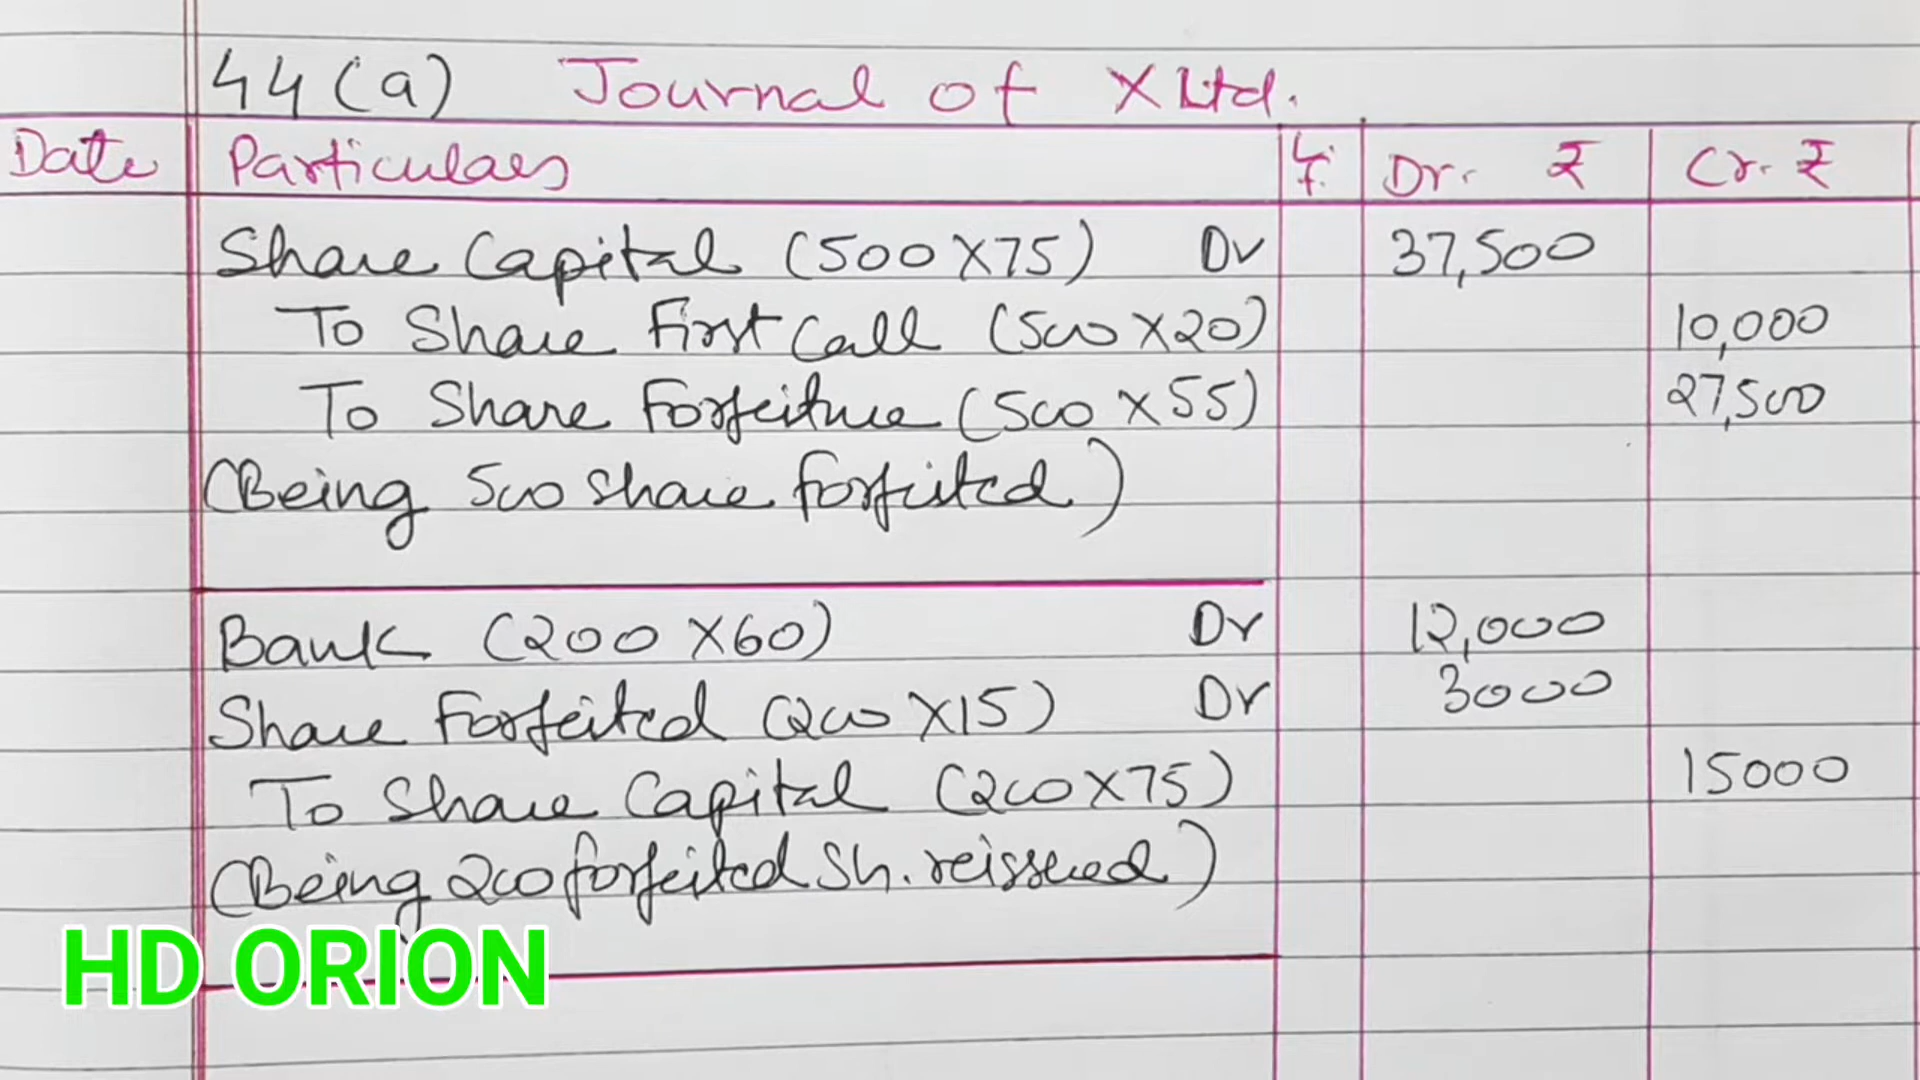 44(a) Journal of X Ltd.
Date Particulars L.F. Dr. ₹ Cr. ₹
Share Capital (500 X 75) Dr 37,500
To Share First Call (500 X 20) 10,000
To Share Forfeiture (500 X 55) 27,500
(Being 500 share forfeited)
Bank (200 X 60) Dr 12,000
Share Forfeited (200 X 15) Dr 3000
To Share Capital (200 X 75) 15000
(Being 200 forfeited Sh. reissued)
HD ORION